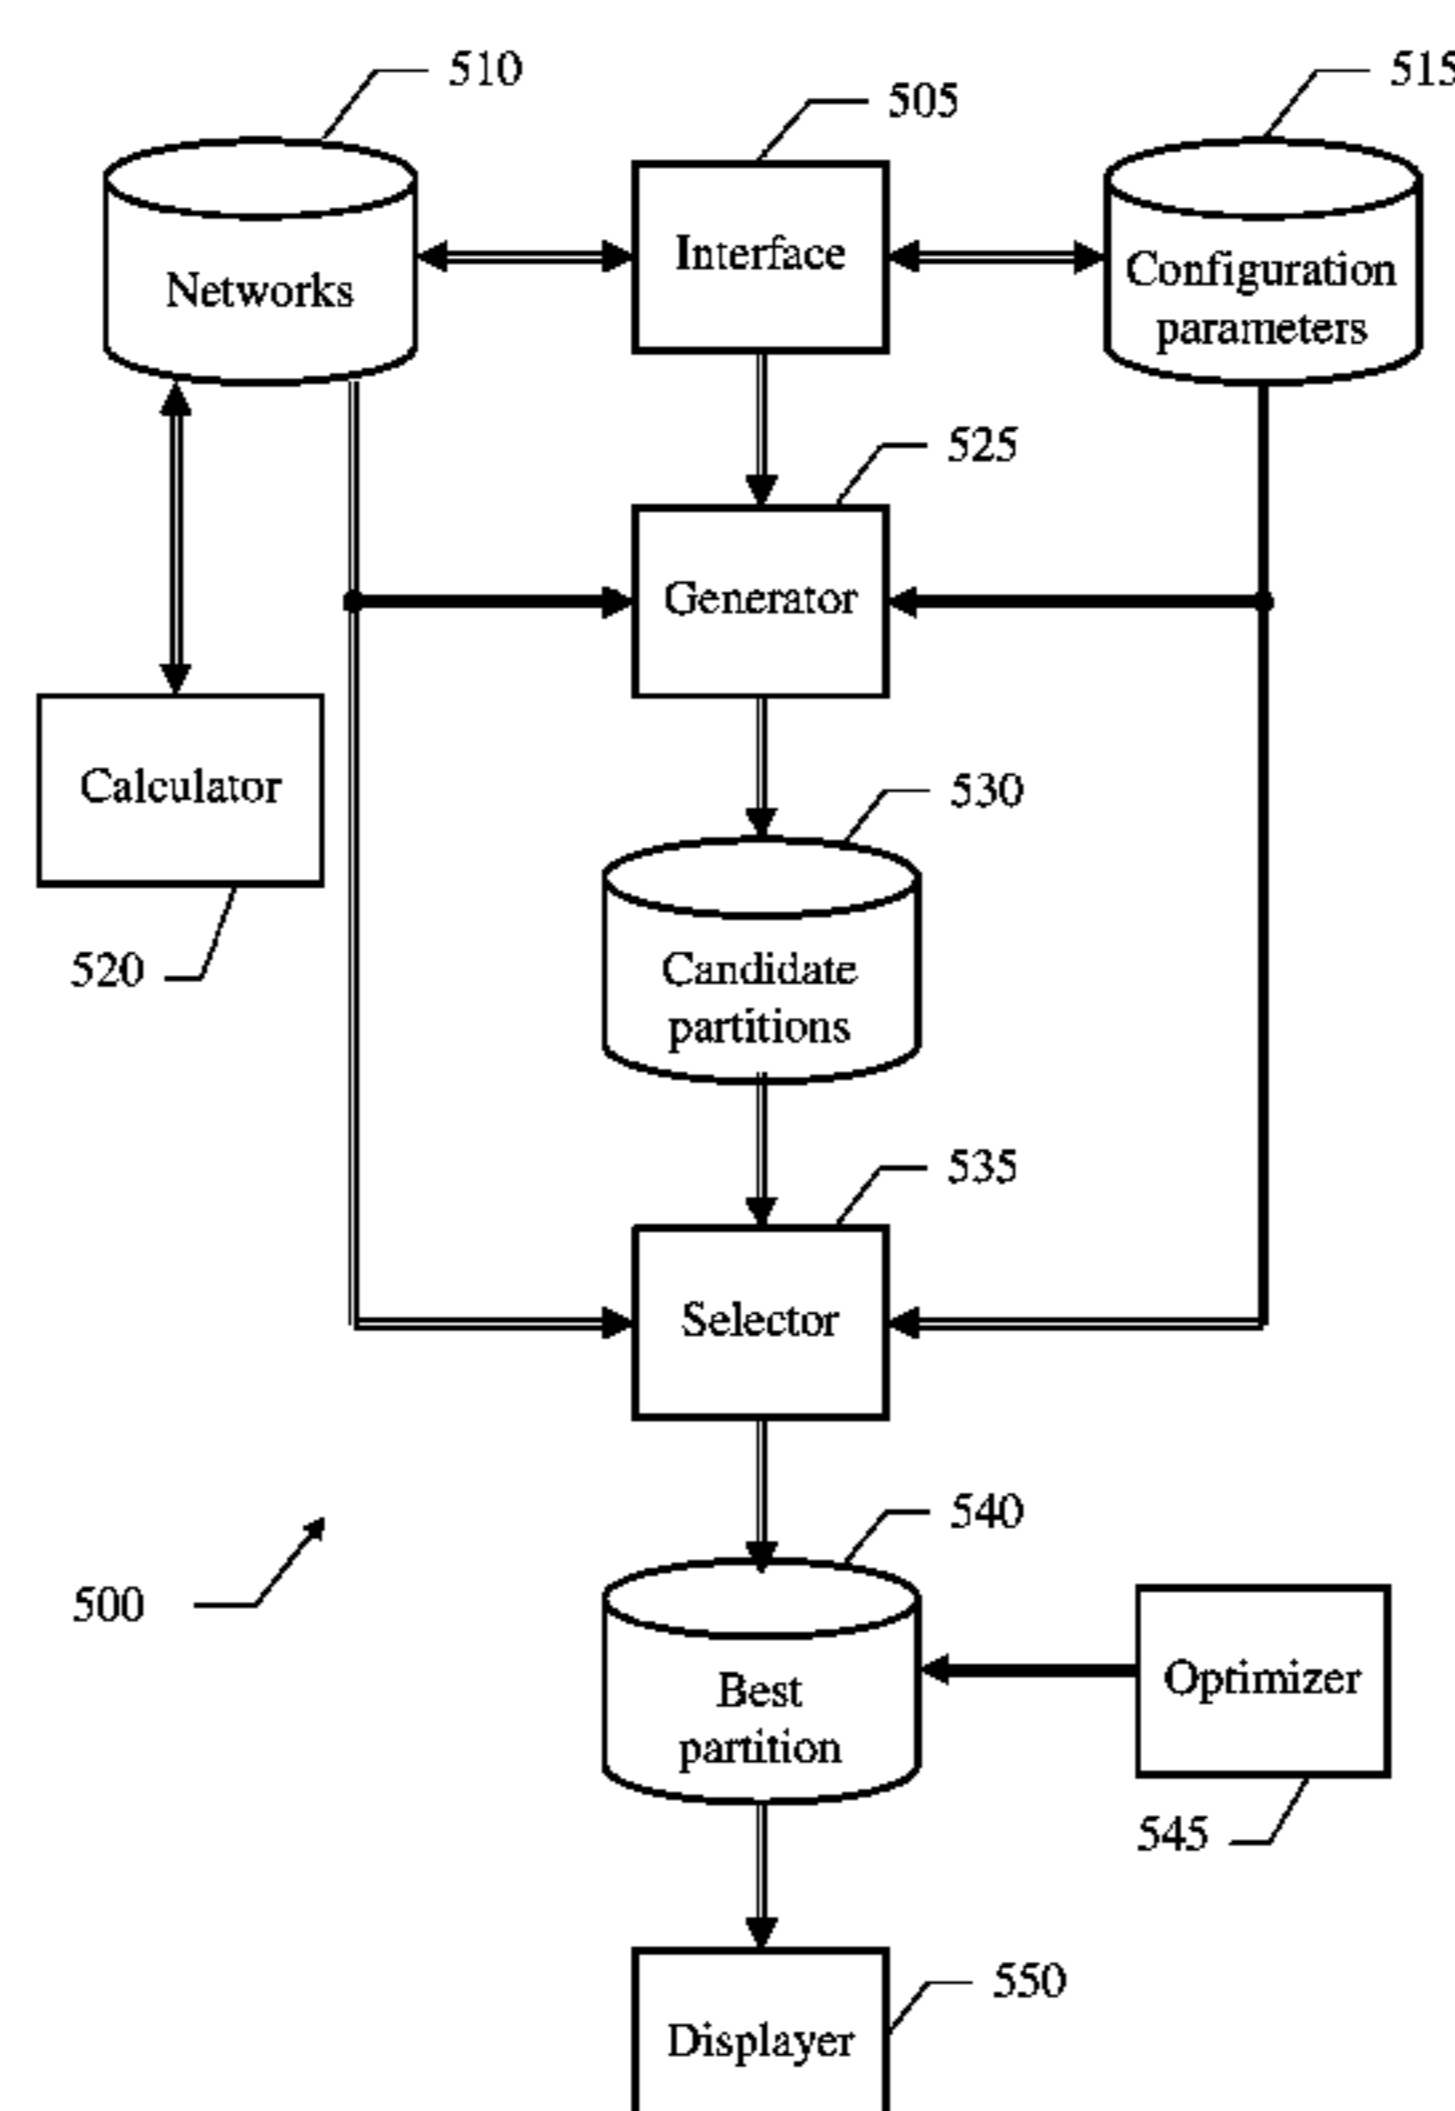 510
505
515
Networks
Interface
Configuration
parameters
525
Generator
Calculator
530
520
Candidate
partitions
535
Selector
540
500
Best
partition
Optimizer
545
550
Displayer